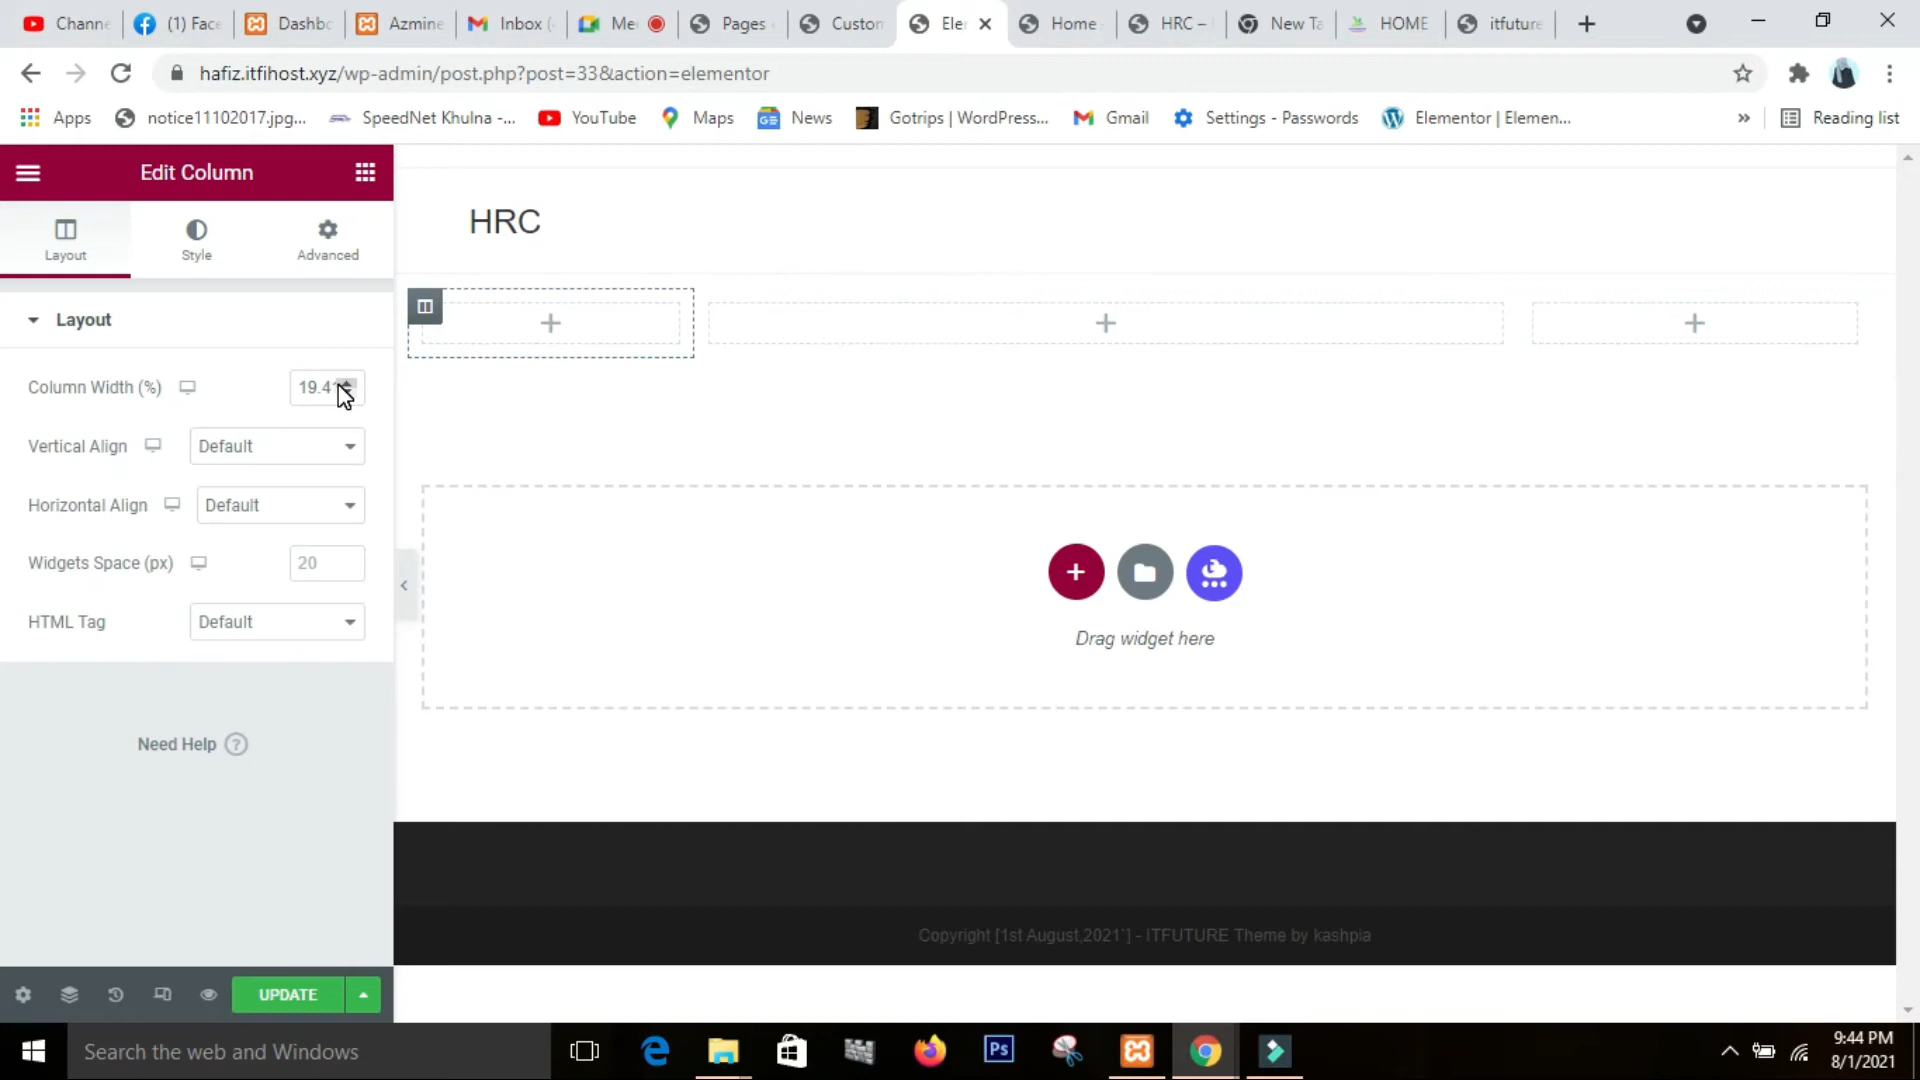 Channe
(1) Face
Dashbo
Azmine
Inbox (
Me
Pages
Custom
Ele
Home
HRC –
New Ta
HOME
itfuture
hafiz.itfihost.xyz/wp-admin/post.php?post=33&action=elementor
Apps
notice11102017.jpg...
SpeedNet Khulna -...
YouTube
Maps
News
Gotrips | WordPress...
Gmail
Settings - Passwords
Elementor | Elemen...
»
Reading list
Edit Column
Layout
Style
Advanced
HRC
Layout
Column Width (%)
19.4
Vertical Align
Default
Horizontal Align
Default
Widgets Space (px)
20
HTML Tag
Default
Drag widget here
Need Help ?
Copyright [1st August,2021`] - ITFUTURE Theme by kashpia
UPDATE
Search the web and Windows
Ps
9:44 PM
8/1/2021